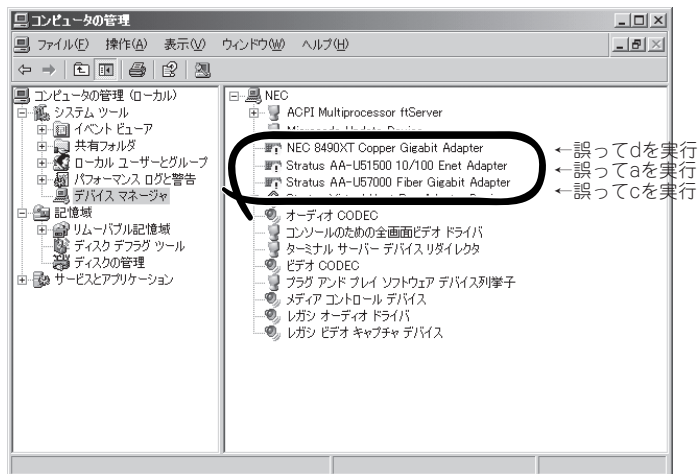 コンピュータの管理
ファイル(F) 操作(A) 表示(V) ウィンドウ(W) ヘルプ(H)
コンピュータの管理 (ローカル)
システム ツール
イベント ビューア
共有フォルダ
ローカル ユーザーとグループ
パフォーマンス ログと警告
デバイス マネージャ
記憶域
リムーバブル記憶域
ディスク デフラグ ツール
ディスクの管理
サービスとアプリケーション
NEC
ACPI Multiprocessor ftServer
Microcode Update Device
NEC 8490XT Copper Gigabit Adapter ←誤ってdを実行
Stratus AA-U51500 10/100 Enet Adapter ←誤ってaを実行
Stratus AA-U57000 Fiber Gigabit Adapter ←誤ってcを実行
Stratus Virtual
オーディオ CODEC
コンソールのための全画面ビデオ ドライバ
ターミナル サーバー デバイス リダイレクタ
ビデオ CODEC
プラグ アンド プレイ ソフトウェア デバイス列挙子
メディア コントロール デバイス
レガシ オーディオ ドライバ
レガシ ビデオ キャプチャ デバイス